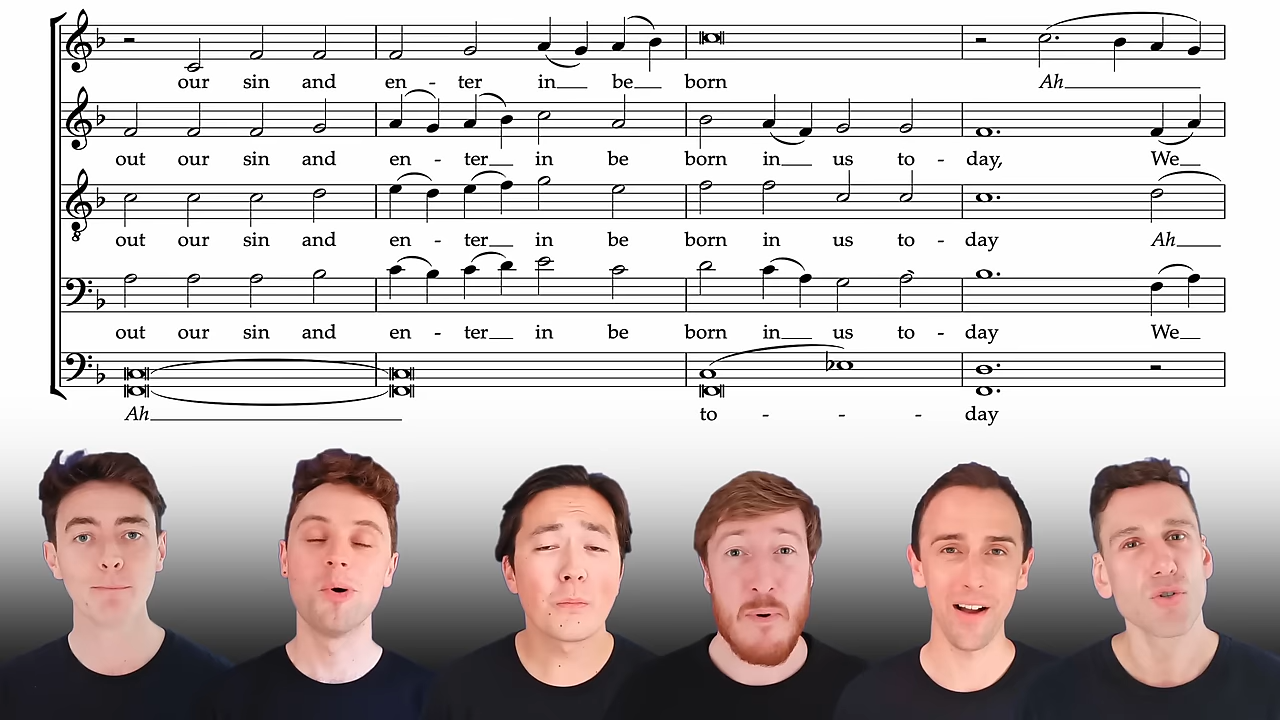 our sin and en - ter in be born Ah
out our sin and en - ter in be born in us to - day, We
out our sin and en - ter in be born in us to - day Ah
8
out our sin and en - ter in be born in us to - day We
Ah to - - - day